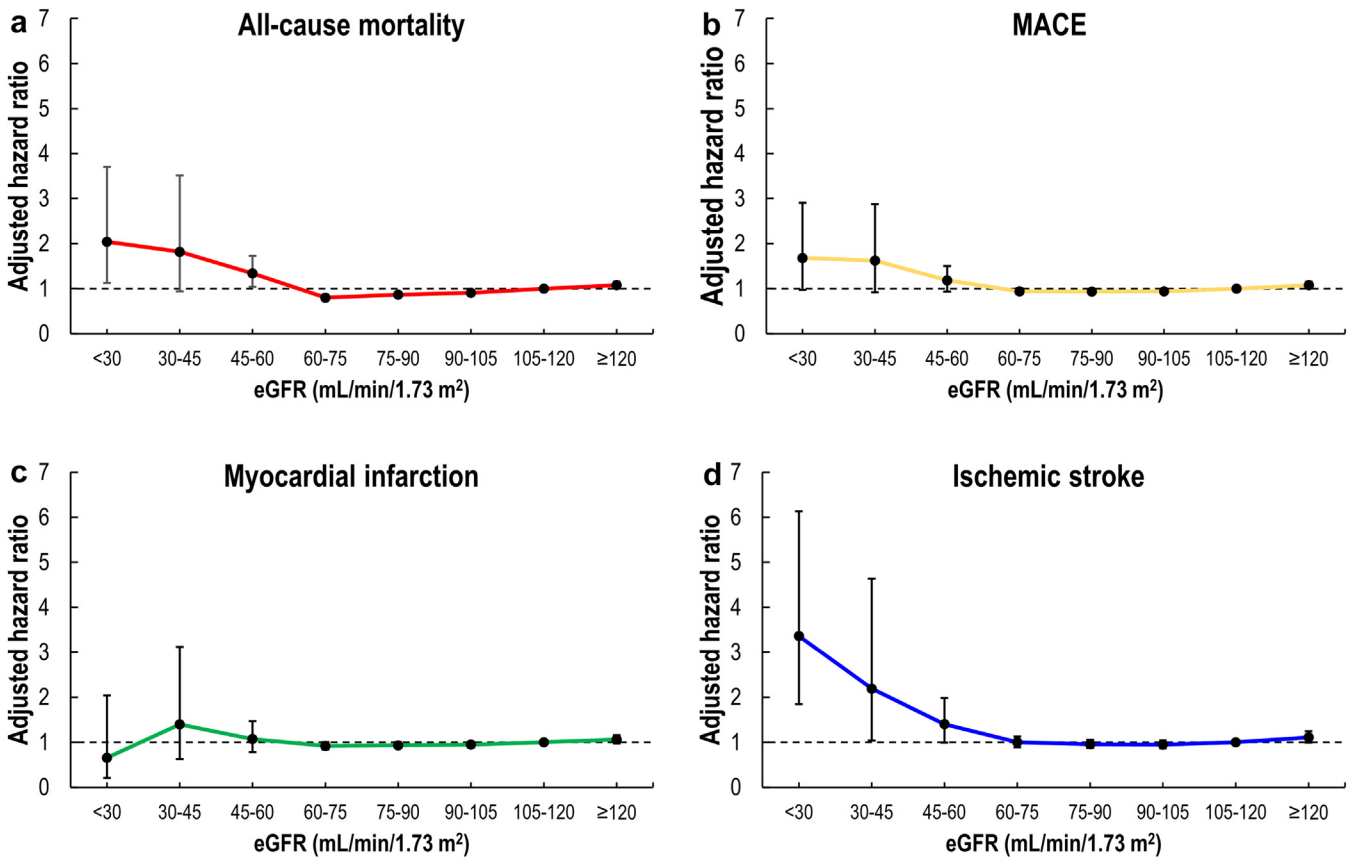 a
All-cause mortality
Adjusted hazard ratio
7
6
5
4
3
2
1
0
<30 30-45 45-60 60-75 75-90 90-105 105-120 ≥120
eGFR (mL/min/1.73 m²)
b
MACE
Adjusted hazard ratio
7
6
5
4
3
2
1
0
<30 30-45 45-60 60-75 75-90 90-105 105-120 ≥120
eGFR (mL/min/1.73 m²)
c
Myocardial infarction
Adjusted hazard ratio
7
6
5
4
3
2
1
0
<30 30-45 45-60 60-75 75-90 90-105 105-120 ≥120
eGFR (mL/min/1.73 m²)
d
Ischemic stroke
Adjusted hazard ratio
7
6
5
4
3
2
1
0
<30 30-45 45-60 60-75 75-90 90-105 105-120 ≥120
eGFR (mL/min/1.73 m²)